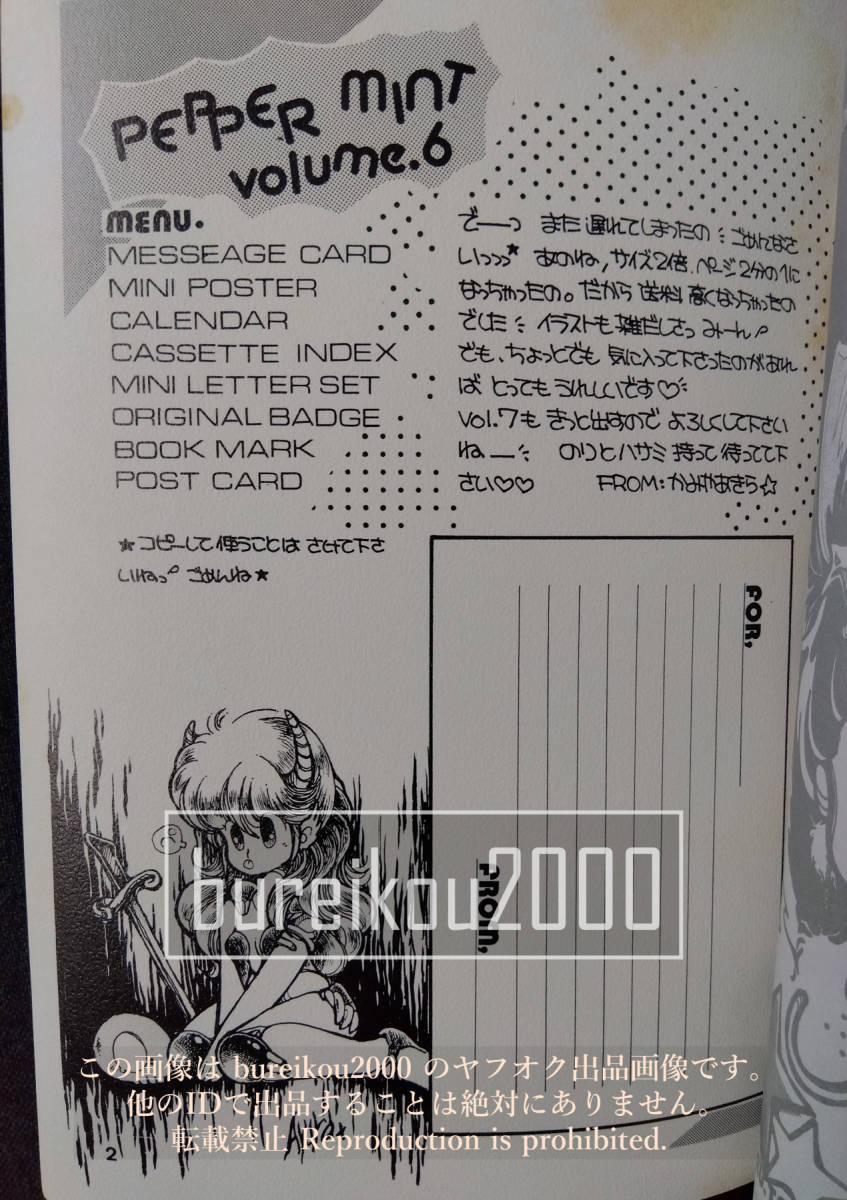 PEPPER MINT
volume.6
MENU.
MESSEAGE CARD
MINI POSTER
CALENDAR
CASSETTE INDEX
MINI LETTER SET
ORIGINAL BADGE
BOOK MARK
POST CARD
でーっ また遅れてしまったの ごめんなさ
いっっっ* あのね,サイズ2倍、ページ2分の1に
なっちゃったの。だから 送料 高くなっちゃったの
でした イラストも 雑だしさっ みーん
でも、ちょっとでも 気に入って下さったのがあれ
ば とっても うれしいです♡
Vol.7も きっと出すので よろしくして下さい
ね— のりとハサミ 持って 待ってて下
さい♡♡ FROM:かみやあきら☆
★コピーして使うことは さけて下さ
いねっ ごめんね★
FOR,
FROM,
bureikou2000
この画像は bureikou2000 のヤフオク出品画像です。
他のIDで出品することは絶対にありません。
転載禁止 Reproduction is prohibited.
2